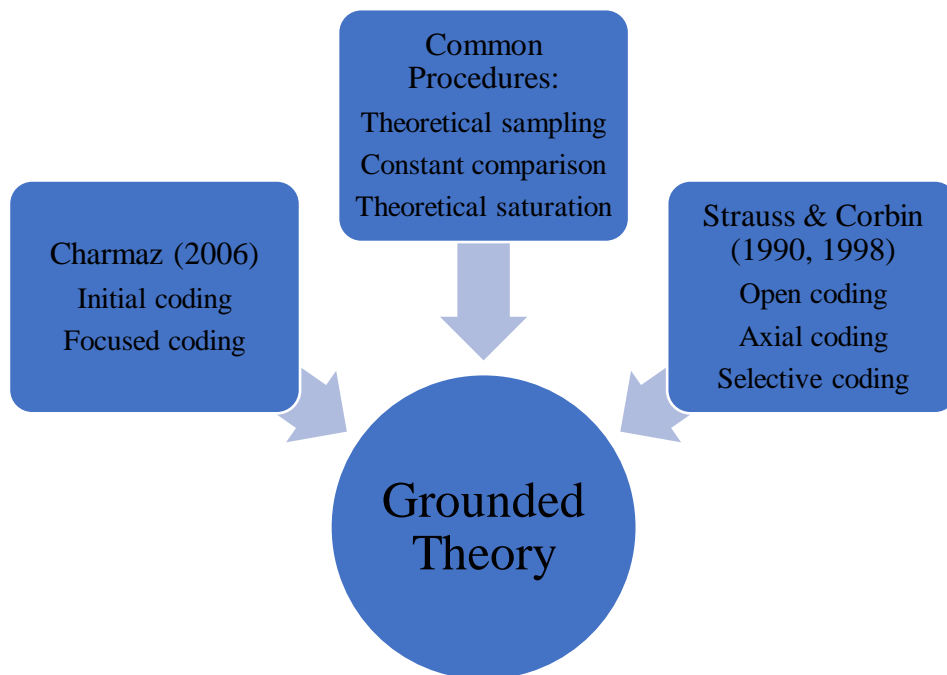 Common
Procedures:
Theoretical sampling
Constant comparison
Theoretical saturation
Charmaz (2006)
Initial coding
Focused coding
Strauss & Corbin
(1990, 1998)
Open coding
Axial coding
Selective coding
Grounded
Theory